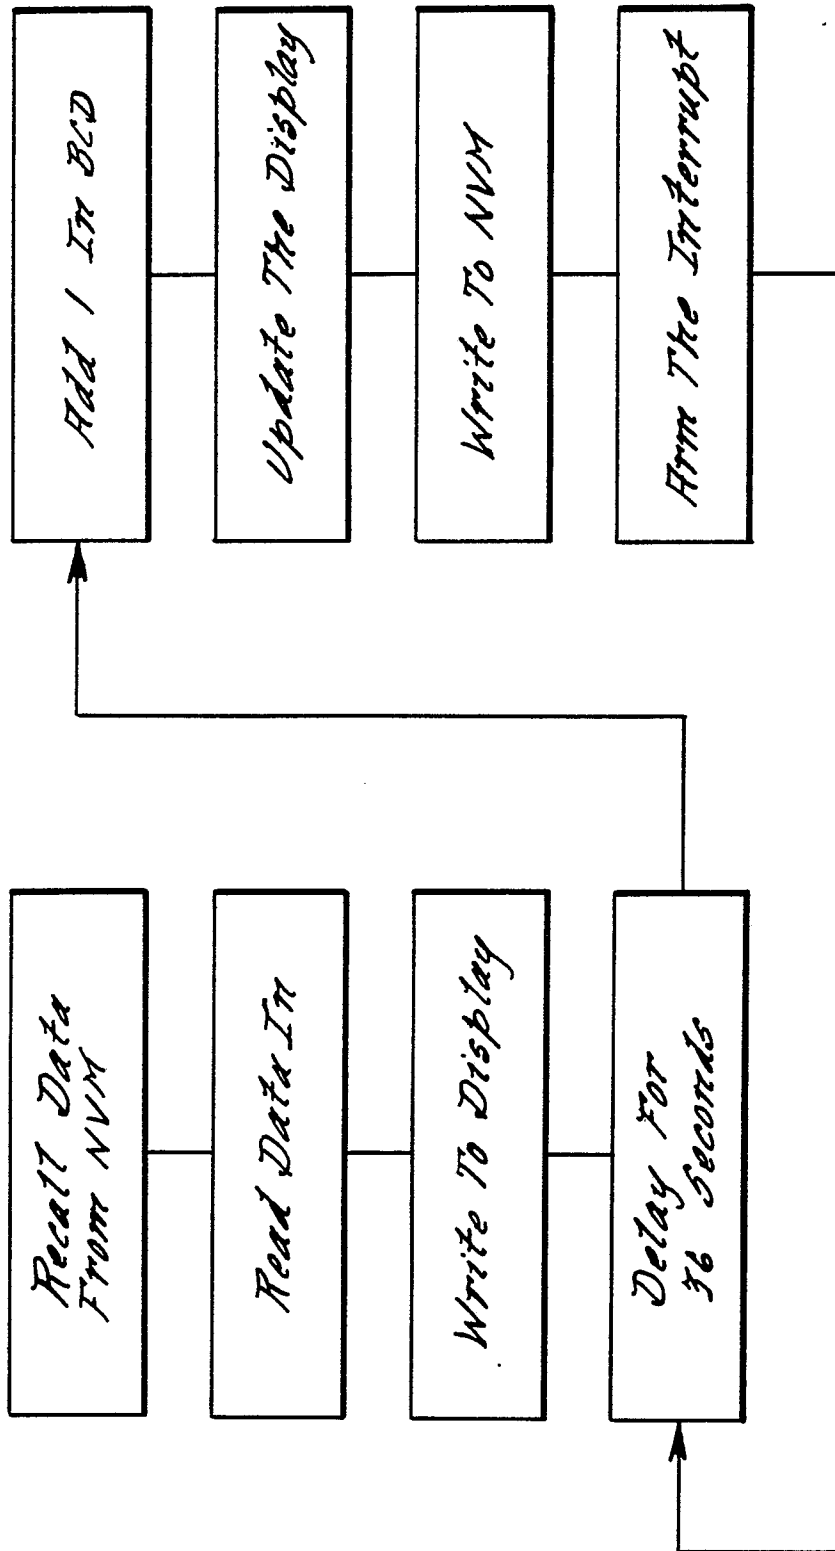 Recall Data
From NVM
Read Data In
Write To Display
Delay For
36 Seconds
Add 1 In BCD
Update The Display
Write To NVM
Arm The Interrupt